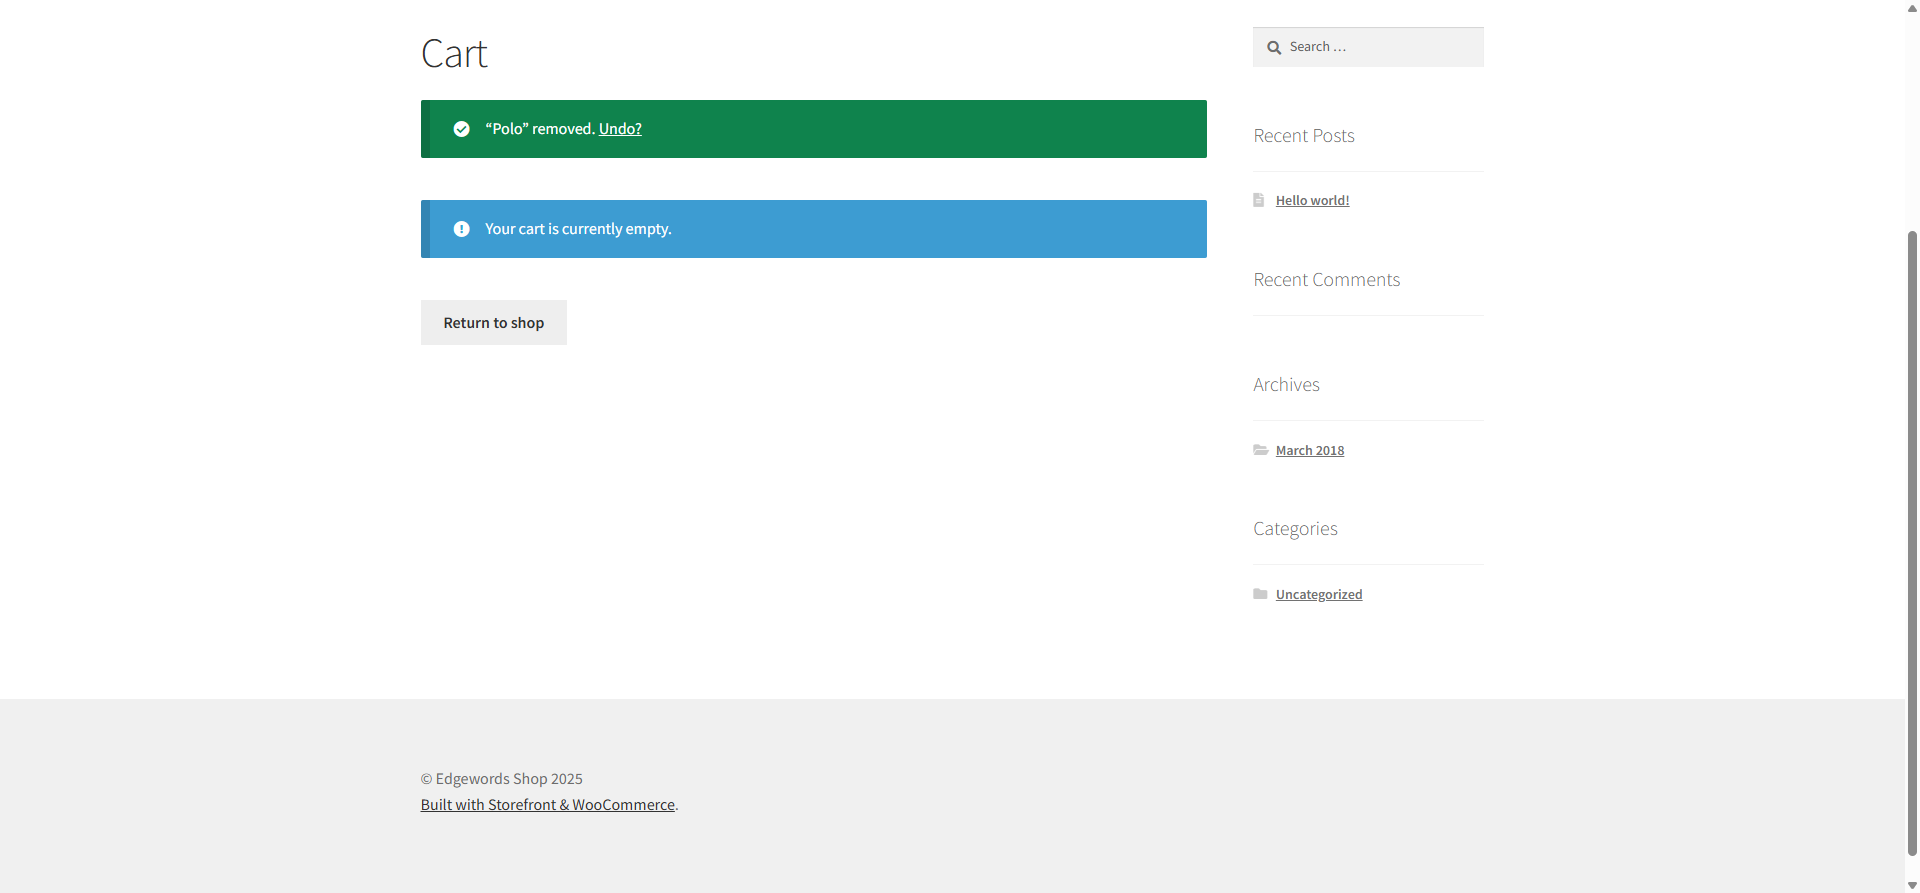 Cart
“Polo” removed. Undo?
Your cart is currently empty.
Return to shop
Search …
Recent Posts
Hello world!
Recent Comments
Archives
March 2018
Categories
Uncategorized
© Edgewords Shop 2025
Built with Storefront & WooCommerce.